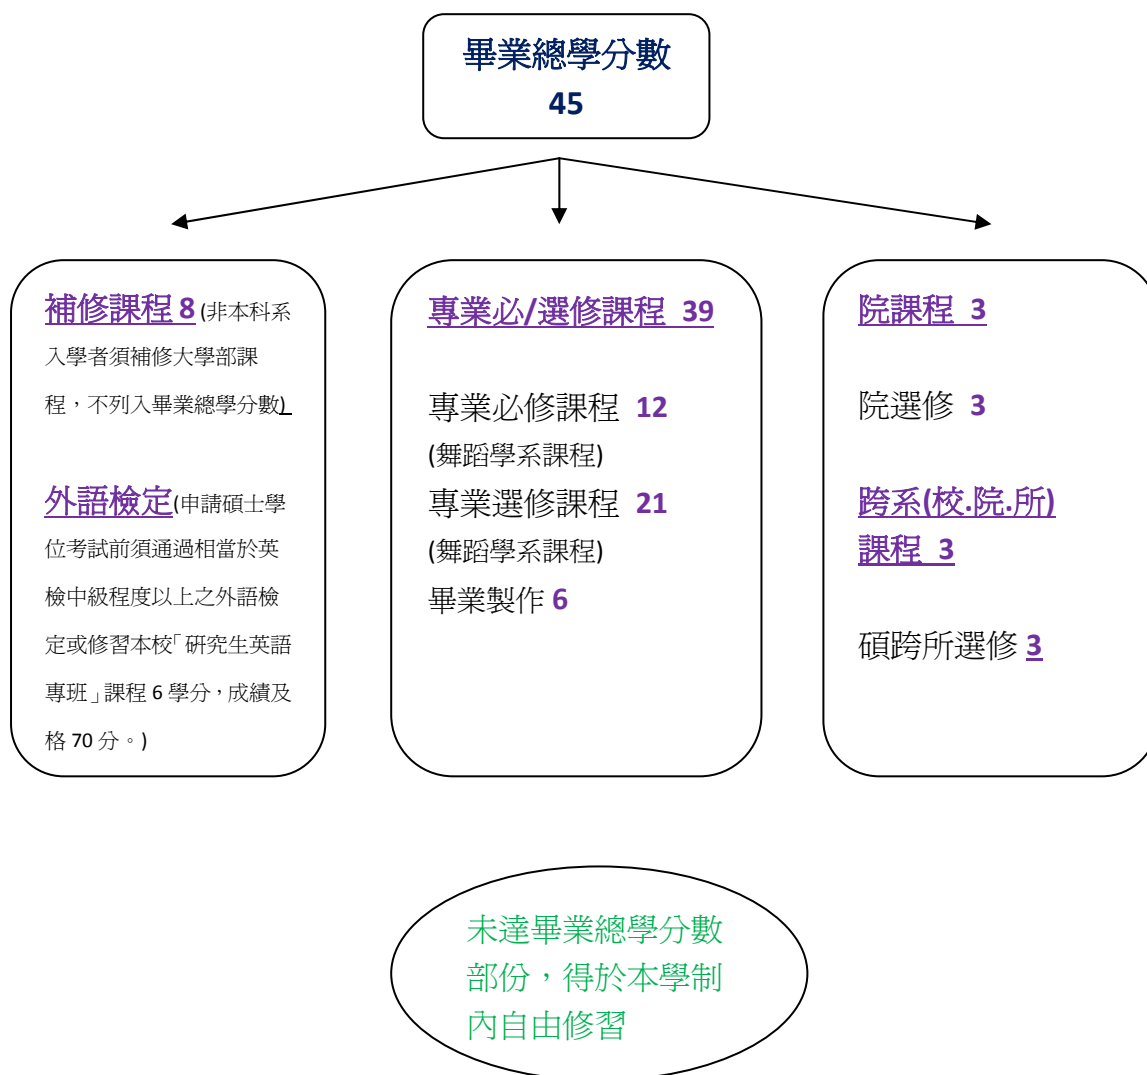 畢業總學分數
45
補修課程 8 (非本科系
入學者須補修大學部課
程，不列入畢業總學分數)
外語檢定(申請碩士學
位考試前須通過相當於英
檢中級程度以上之外語檢
定或修習本校「研究生英語
專班」課程 6 學分，成績及
格 70 分。)
專業必/選修課程 39
專業必修課程 12
(舞蹈學系課程)
專業選修課程 21
(舞蹈學系課程)
畢業製作 6
院課程 3
院選修 3
跨系(校.院.所)
課程 3
碩跨所選修 3
未達畢業總學分數
部份，得於本學制
內自由修習